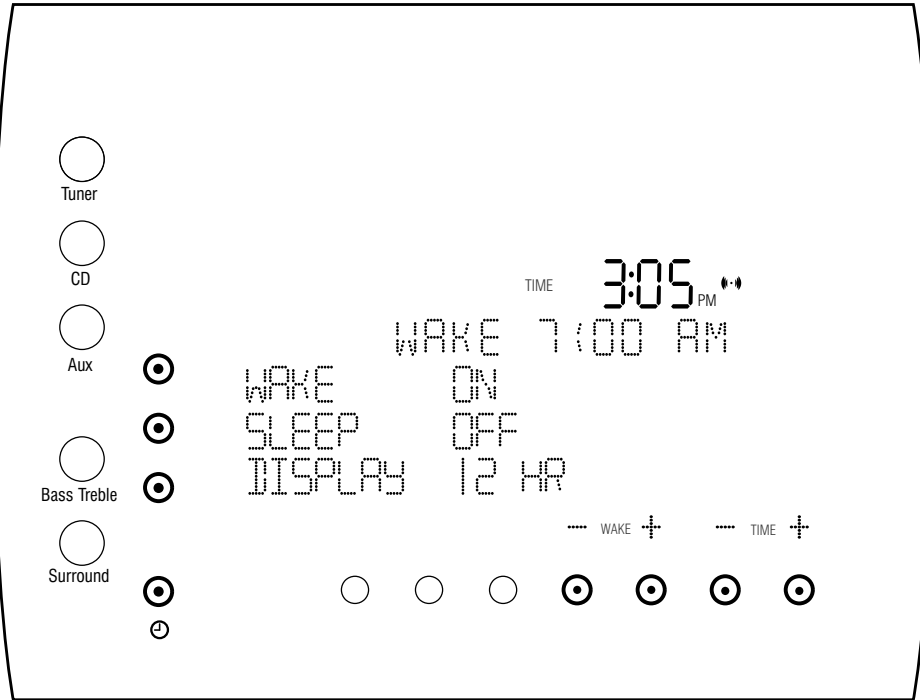 Tuner
CD
TIME 3:05 PM
WAKE 7:00 AM
Aux
WAKE ON
SLEEP OFF
DISPLAY 12 HR
Bass Treble
– WAKE + – TIME +
Surround